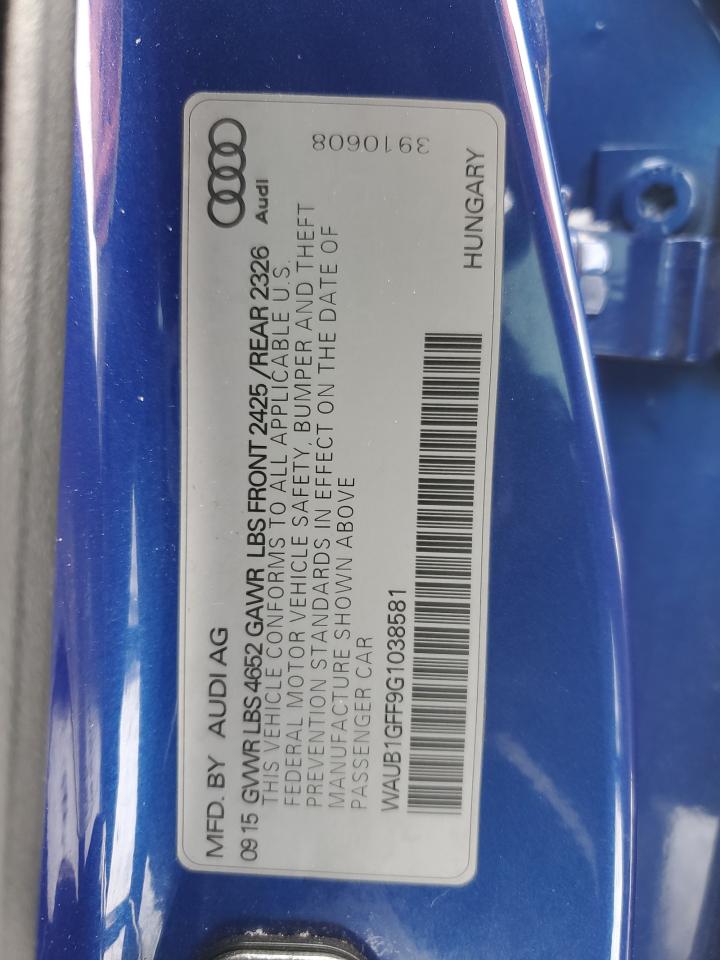 MFD. BY AUDI AG
Audi
09 15 GVWR LBS 4652 GAWR LBS FRONT 2425 /REAR 2326
THIS VEHICLE CONFORMS TO ALL APPLICABLE U.S.
FEDERAL MOTOR VEHICLE SAFETY, BUMPER AND THEFT
PREVENTION STANDARDS IN EFFECT ON THE DATE OF
MANUFACTURE SHOWN ABOVE
PASSENGER CAR
3910608
WAUB1GFF9G1038581
HUNGARY